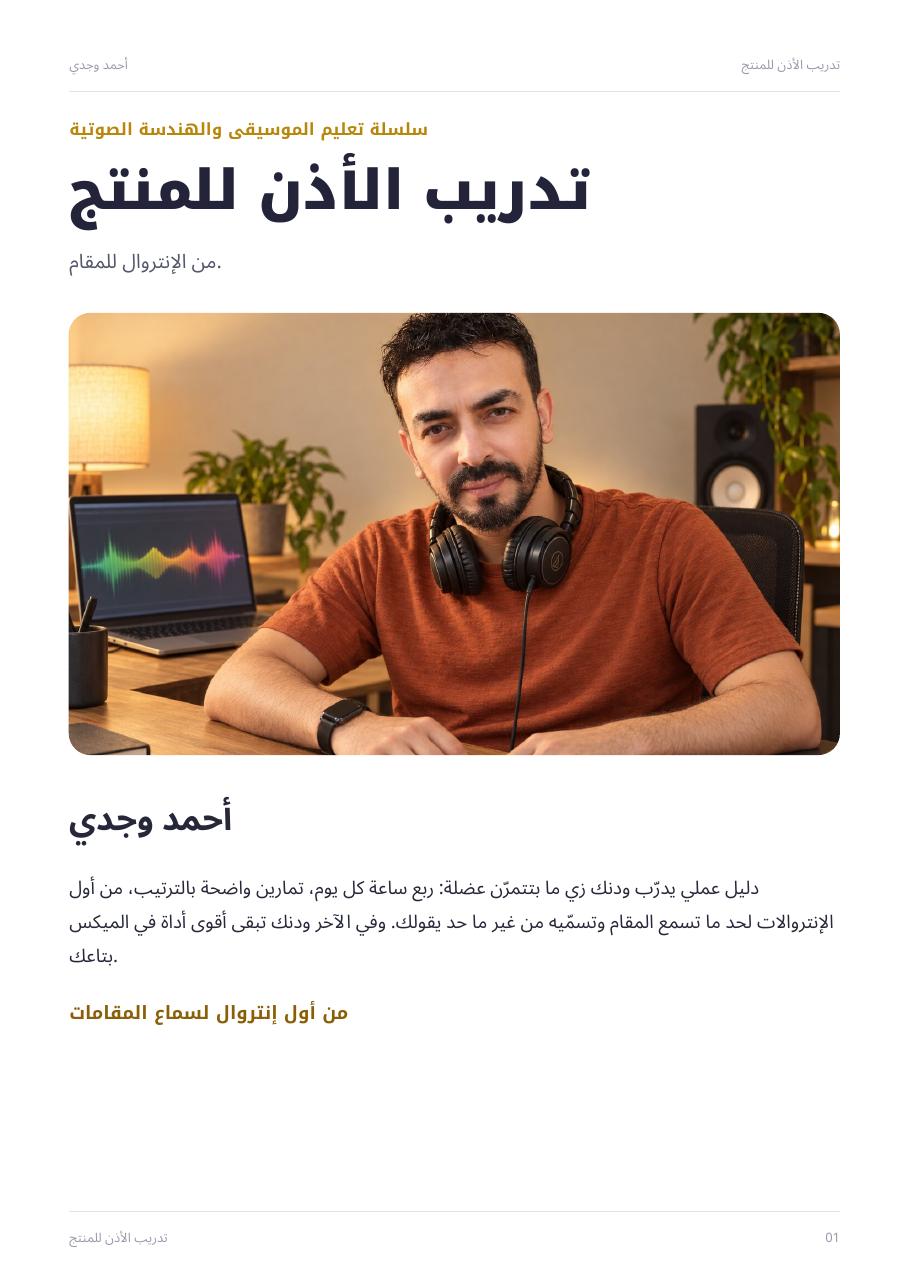 تدريب الأذن للمنتج
أحمد وجدي
سلسلة تعليم الموسيقى والهندسة الصوتية
تدريب الأذن للمنتج
من الإنتروال للمقام.
أحمد وجدي
دليل عملي يدرّب ودنك زي ما بتتمرّن عضلة: ربع ساعة كل يوم، تمارين واضحة بالترتيب، من أول
الإنتروالات لحد ما تسمع المقام وتسمّيه من غير ما حد يقولك. وفي الآخر ودنك تبقى أقوى أداة في الميكس
بتاعك.
من أول إنتروال لسماع المقامات
تدريب الأذن للمنتج
01